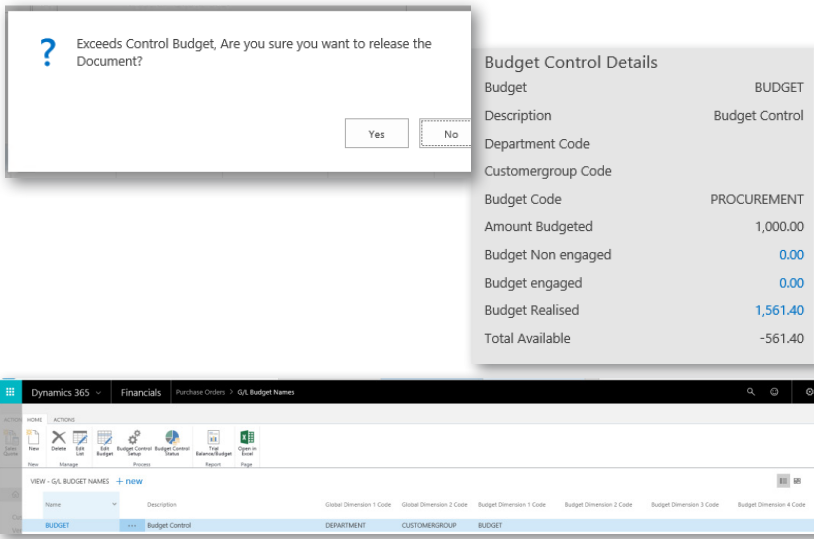 ?
Exceeds Control Budget, Are you sure you want to release the
Document?
Yes No
Budget Control Details
Budget BUDGET
Description Budget Control
Department Code
Customergroup Code
Budget Code PROCUREMENT
Amount Budgeted 1,000.00
Budget Non engaged 0.00
Budget engaged 0.00
Budget Realised 1,561.40
Total Available -561.40
Dynamics 365 Financials Purchase Orders > G/L Budget Names
ACTION HOME ACTIONS
Sales Quote New Delete Edit List Edit Budget Budget Control Setup Budget Control Status Trial Balance/Budget Open in Excel
New Manage Process Report Page
VIEW - G/L BUDGET NAMES + new
Name Description Global Dimension 1 Code Global Dimension 2 Code Budget Dimension 1 Code Budget Dimension 2 Code Budget Dimension 3 Code Budget Dimension 4 Code
BUDGET ... Budget Control DEPARTMENT CUSTOMERGROUP BUDGET